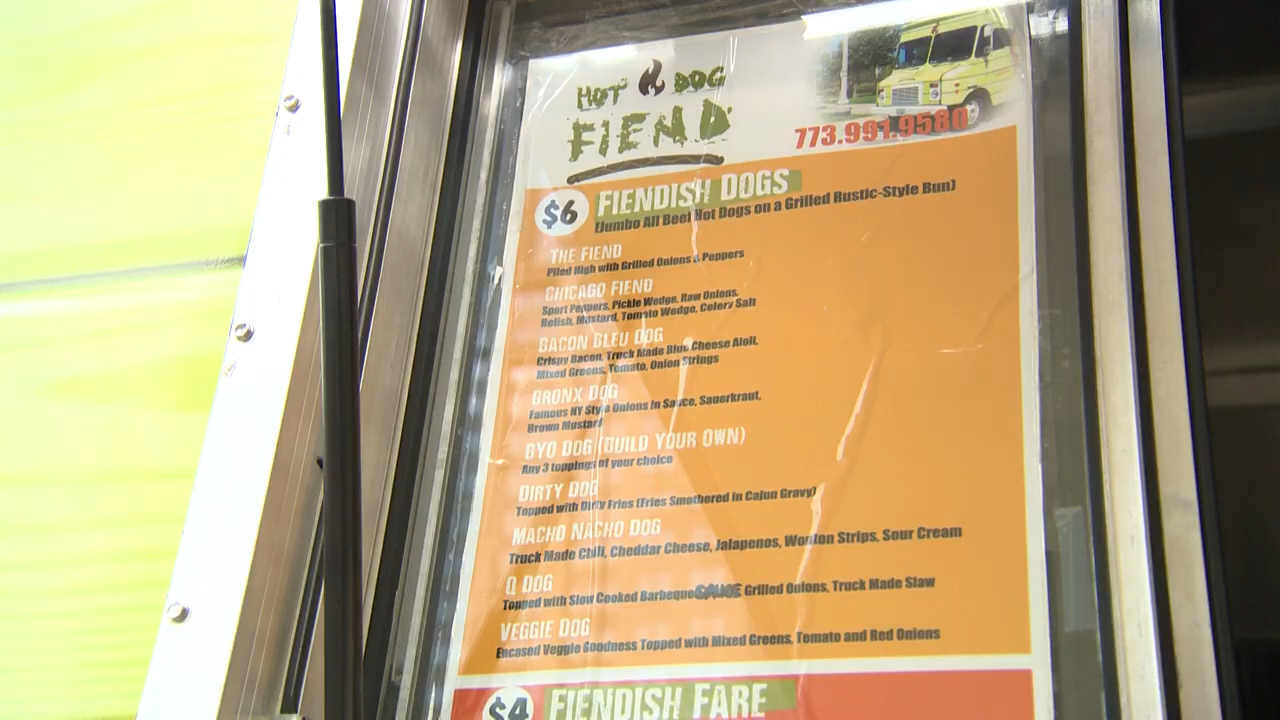 HOT DOG
FIEND
773.991.9580
$6 FIENDISH DOGS
(Jumbo All Beef Hot Dogs on a Grilled Rustic-Style Bun)
THE FIEND
Piled High with Grilled Onions & Peppers
CHICAGO FIEND
Sport Peppers, Pickle Wedge, Raw Onions,
Relish, Mustard, Tomato Wedge, Celery Salt
BACON BLEU DOG
Crispy Bacon, Truck Made Blue Cheese Aioli,
Mixed Greens, Tomato, Onion Strings
BRONX DOG
Famous NY Style Onions in Sauce, Sauerkraut,
Brown Mustard
BYO DOG (BUILD YOUR OWN)
Any 3 toppings of your choice
DIRTY DOG
Topped with Dirty Fries (Fries Smothered in Cajun Gravy)
MACHO NACHO DOG
Truck Made Chili, Cheddar Cheese, Jalapenos, Wonton Strips, Sour Cream
Q DOG
Topped with Slow Cooked Barbeque SAUCE Grilled Onions, Truck Made Slaw
VEGGIE DOG
Encased Veggie Goodness Topped with Mixed Greens, Tomato and Red Onions
$4 FIENDISH FARE